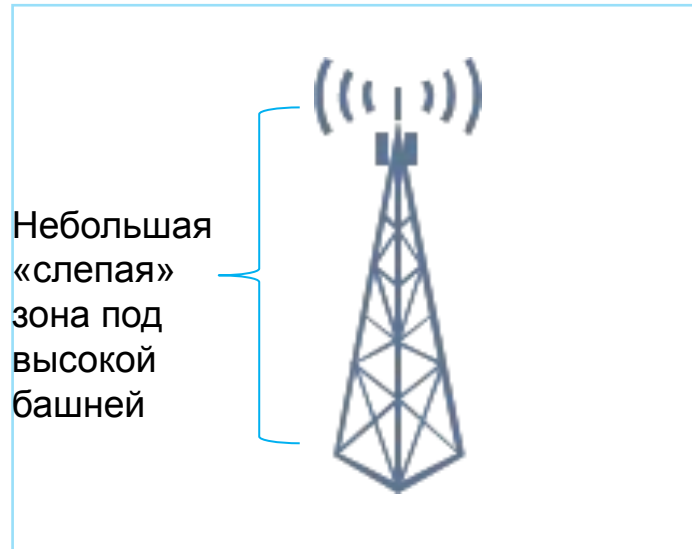 Небольшая
«слепая»
зона под
высокой
башней